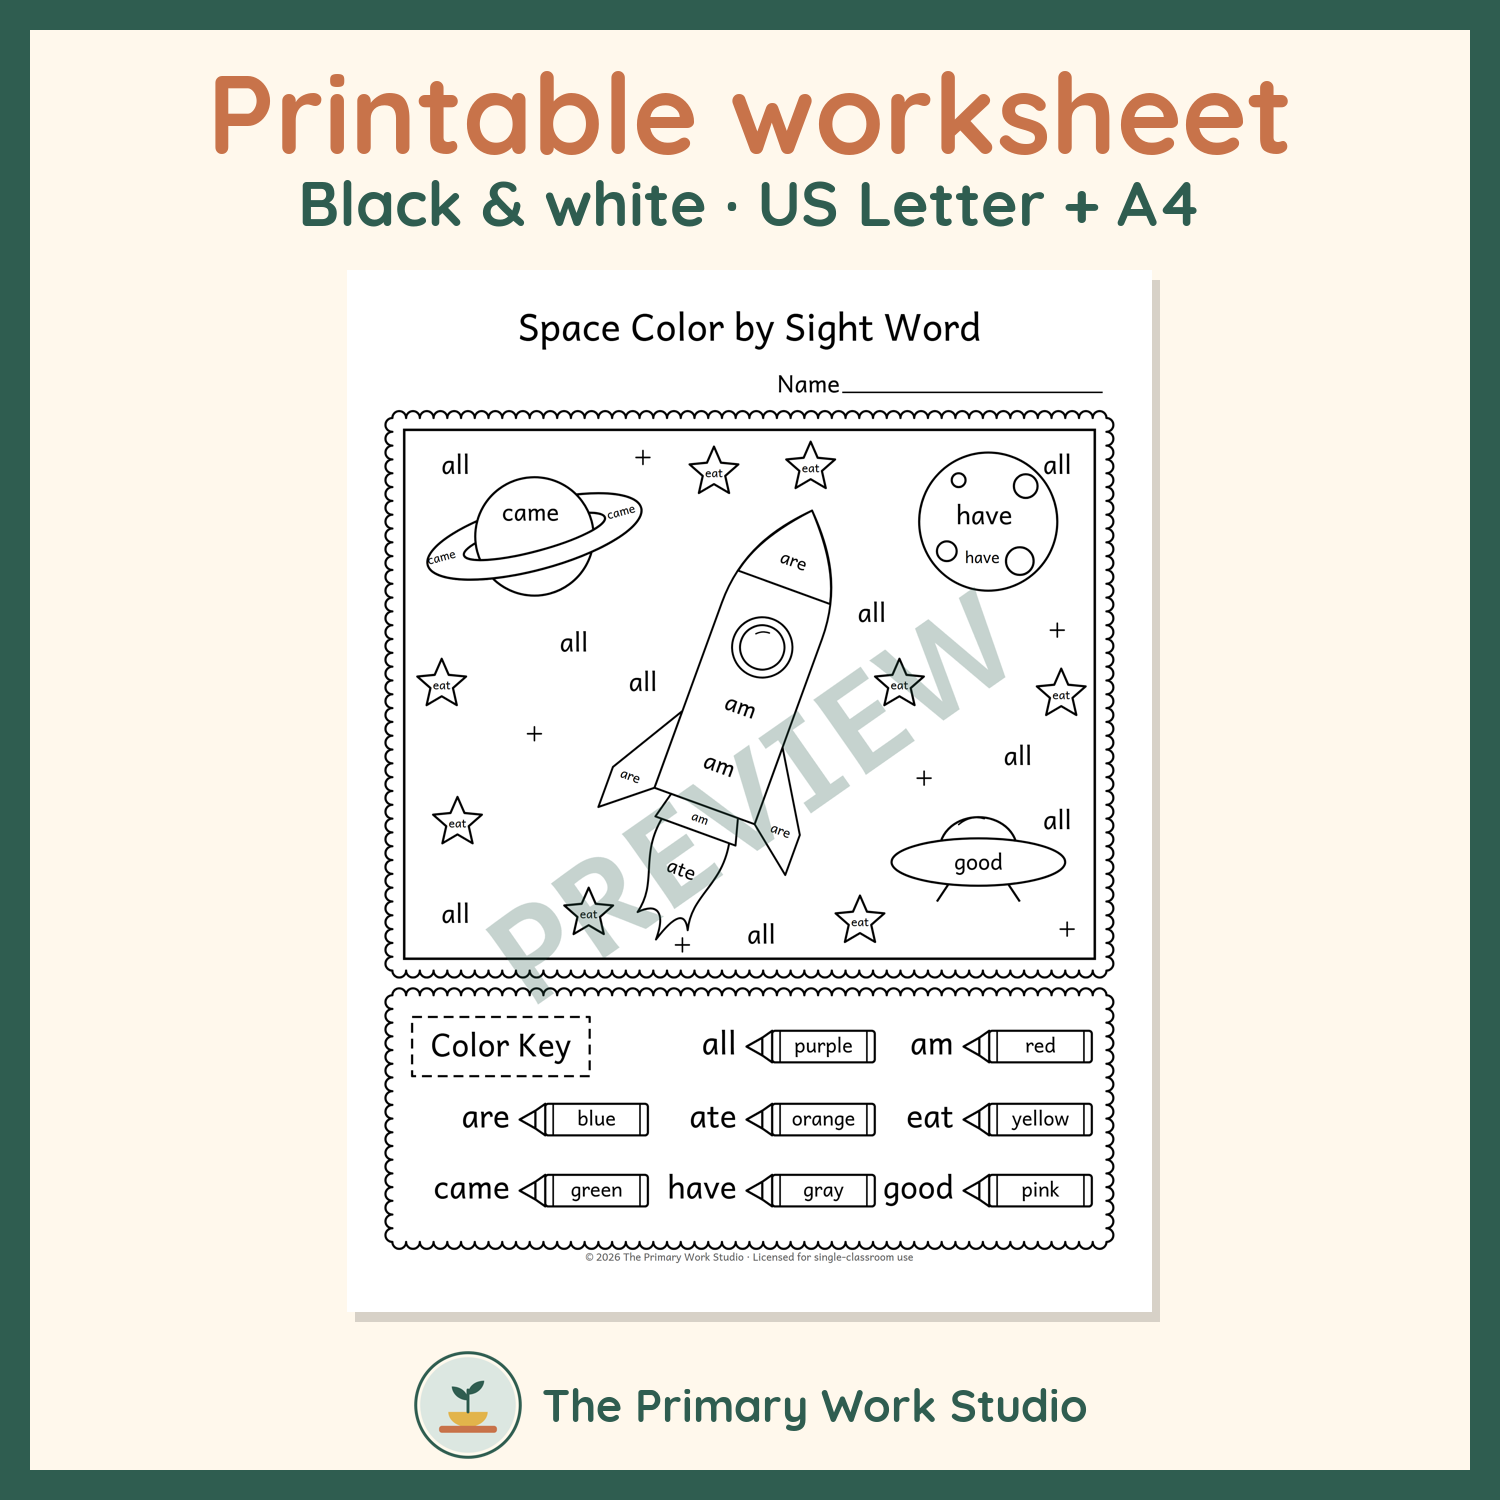 Printable worksheet
Black & white · US Letter + A4
Space Color by Sight Word
Name
all
+
eat
eat
all
came
came
came
have
have
are
all
all
+
all
eat
eat
eat
am
+
am
all
are
+
are
am
eat
all
good
ate
all
eat
eat
all
+
+
PREVIEW
Color Key
all purple
am red
are blue
ate orange
eat yellow
came green
have gray
good pink
© 2026 The Primary Work Studio · Licensed for single-classroom use
The Primary Work Studio